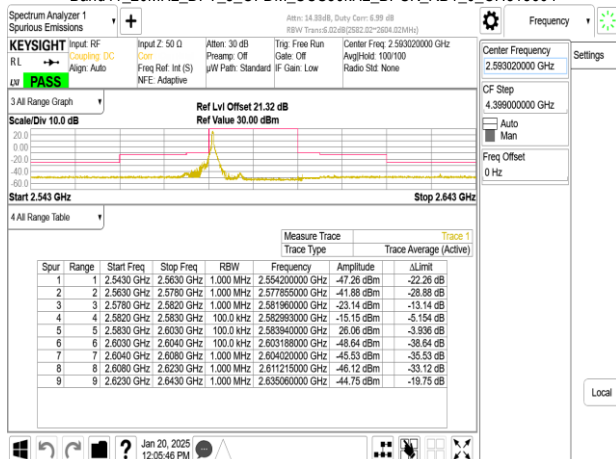 Spectrum Analyzer 1
Spurious Emissions
Attn: 14.33dB, Duty Corr: 6.99 dB
RBW Trans:6.02dB(2582.02~2604.02MHz)
Frequency
Settings
KEYSIGHT
RL
PASS
Input: RF
Coupling: DC
Align: Auto
Input Z: 50 Ω
Corr
Freq Ref: Int (S)
NFE: Adaptive
Atten: 30 dB
Preamp: Off
µW Path: Standard
Trig: Free Run
Gate: Off
IF Gain: Low
Center Freq: 2.593020000 GHz
Avg|Hold: 100/100
Radio Std: None
Center Frequency
2.593020000 GHz
CF Step
4.399000000 GHz
Auto
Man
Freq Offset
0 Hz
3 All Range Graph
Scale/Div 10.0 dB
Ref Lvl Offset 21.32 dB
Ref Value 30.00 dBm
20.0
0.00
-20.0
-40.0
-60.0
Start 2.543 GHz
Stop 2.643 GHz
4 All Range Table
Measure Trace Trace 1
Trace Type Trace Average (Active)
Spur Range Start Freq Stop Freq RBW Frequency Amplitude ΔLimit
1 1 2.5430 GHz 2.5630 GHz 1.000 MHz 2.554200000 GHz -47.26 dBm -22.26 dB
2 2 2.5630 GHz 2.5780 GHz 1.000 MHz 2.577855000 GHz -41.88 dBm -28.88 dB
3 3 2.5780 GHz 2.5820 GHz 1.000 MHz 2.581960000 GHz -23.14 dBm -13.14 dB
4 4 2.5820 GHz 2.5830 GHz 100.0 kHz 2.582993000 GHz -15.15 dBm -5.154 dB
5 5 2.5830 GHz 2.6030 GHz 100.0 kHz 2.583940000 GHz 26.06 dBm -3.936 dB
6 6 2.6030 GHz 2.6040 GHz 100.0 kHz 2.603188000 GHz -48.64 dBm -38.64 dB
7 7 2.6040 GHz 2.6080 GHz 1.000 MHz 2.604020000 GHz -45.53 dBm -35.53 dB
8 8 2.6080 GHz 2.6230 GHz 1.000 MHz 2.611215000 GHz -46.12 dBm -33.12 dB
9 9 2.6230 GHz 2.6430 GHz 1.000 MHz 2.635060000 GHz -44.75 dBm -19.75 dB
Local
Jan 20, 2025
12:05:46 PM